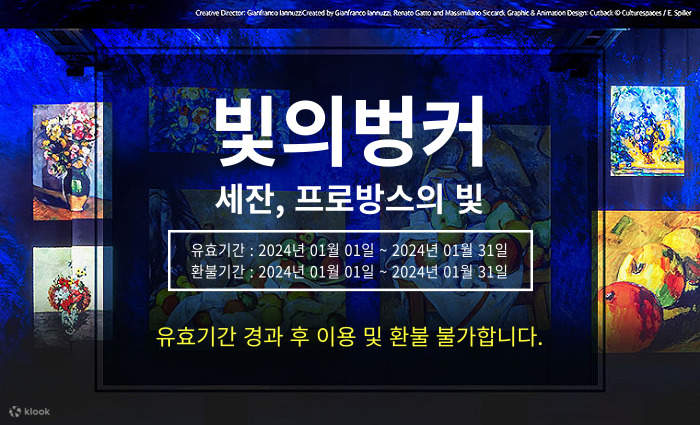 Creative Director: Gianfranco Iannuzzi.Created by Gianfranco Iannuzzi, Renato Gatto and Massimiliano Siccardi. Graphic & Animation Design: Cutback © Culturespaces / E. Spiller
빛의벙커
세잔, 프로방스의 빛
유효기간 : 2024년 01월 01일 ~ 2024년 01월 31일
환불기간 : 2024년 01월 01일 ~ 2024년 01월 31일
유효기간 경과 후 이용 및 환불 불가합니다.
klook